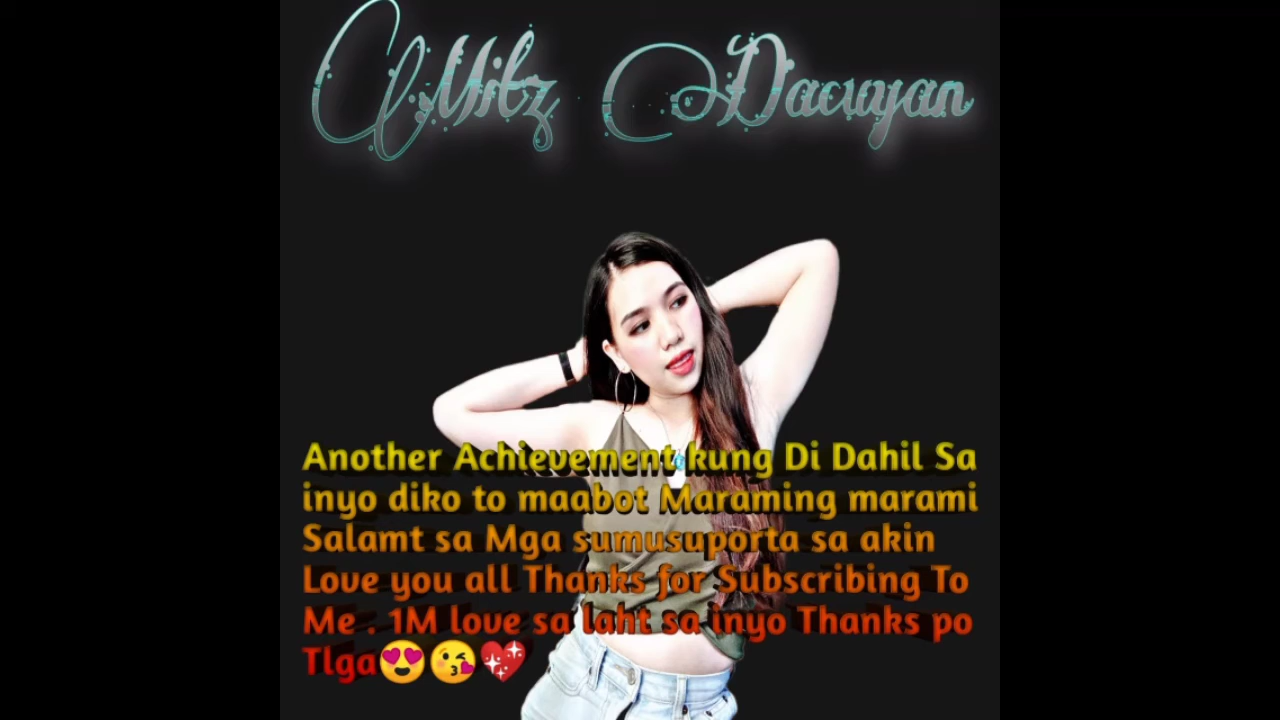 Mitz Dacuyan
Another Achievement kung Di Dahil Sa
inyo diko to maabot Maraming marami
Salamt sa Mga sumusuporta sa akin
Love you all Thanks for Subscribing To
Me . 1M love sa laht sa inyo Thanks po
Tlga😍😘💖